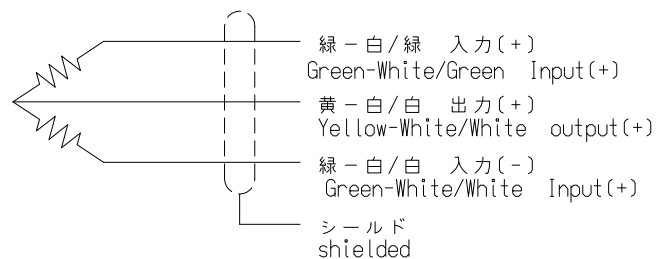 緑－白/緑 入力(+)
Green-White/Green Input(+)
黄－白/白 出力(+)
Yellow-White/White output(+)
緑－白/白 入力(-)
Green-White/White Input(+)
シールド
shielded